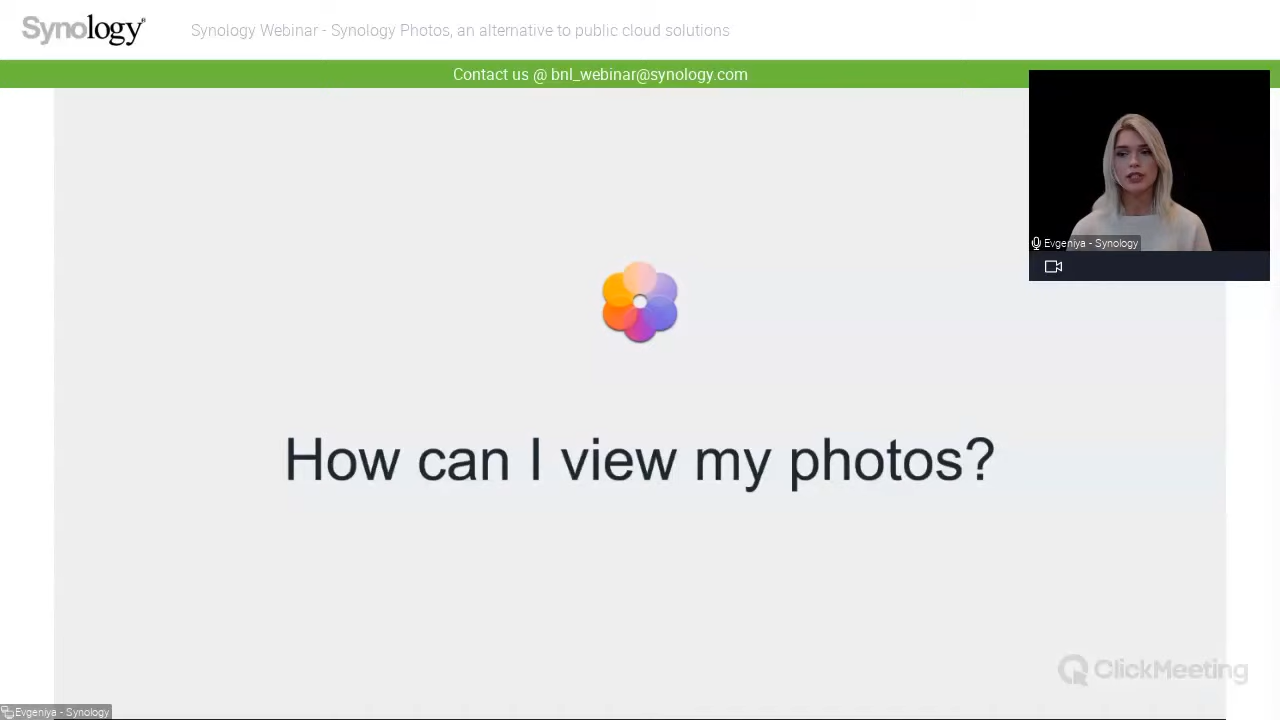 Synology®
Synology Webinar - Synology Photos, an alternative to public cloud solutions
Contact us @ bnl_webinar@synology.com
Evgeniya - Synology
How can I view my photos?
ClickMeeting
Evgeniya - Synology